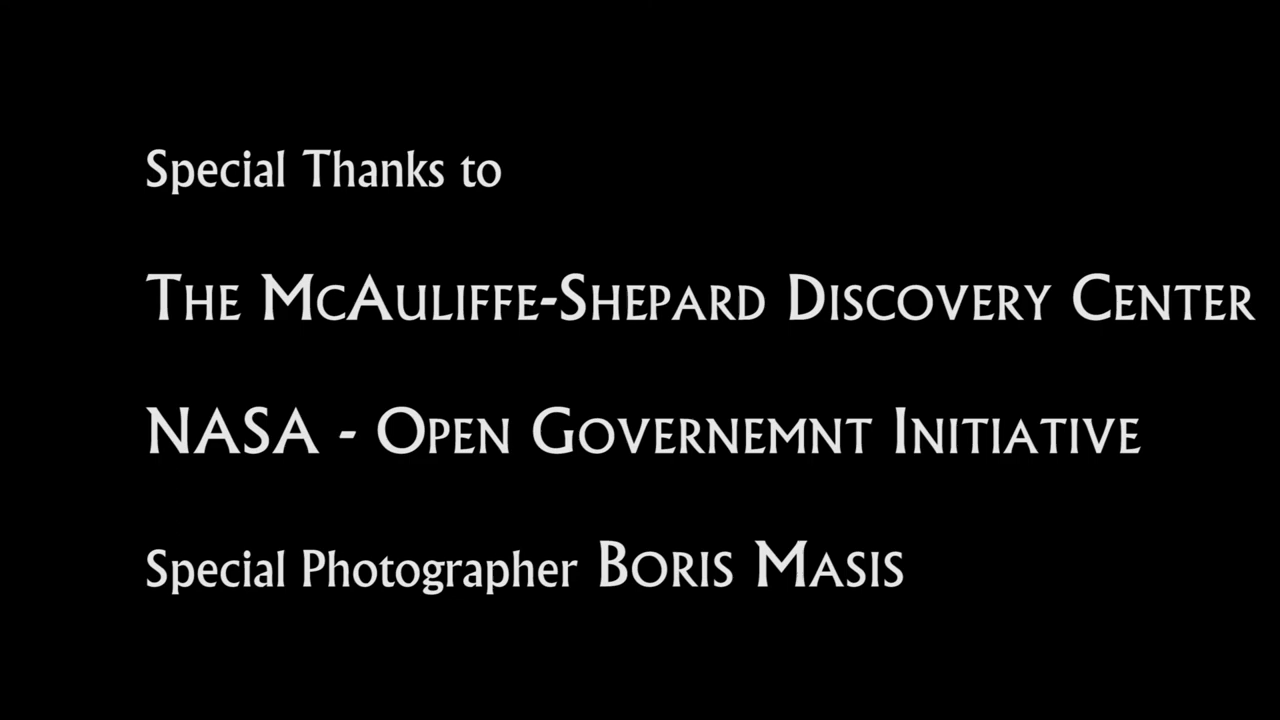 Special Thanks to
The McAuliffe-Shepard Discovery Center
NASA - Open Governemnt Initiative
Special Photographer Boris Masis